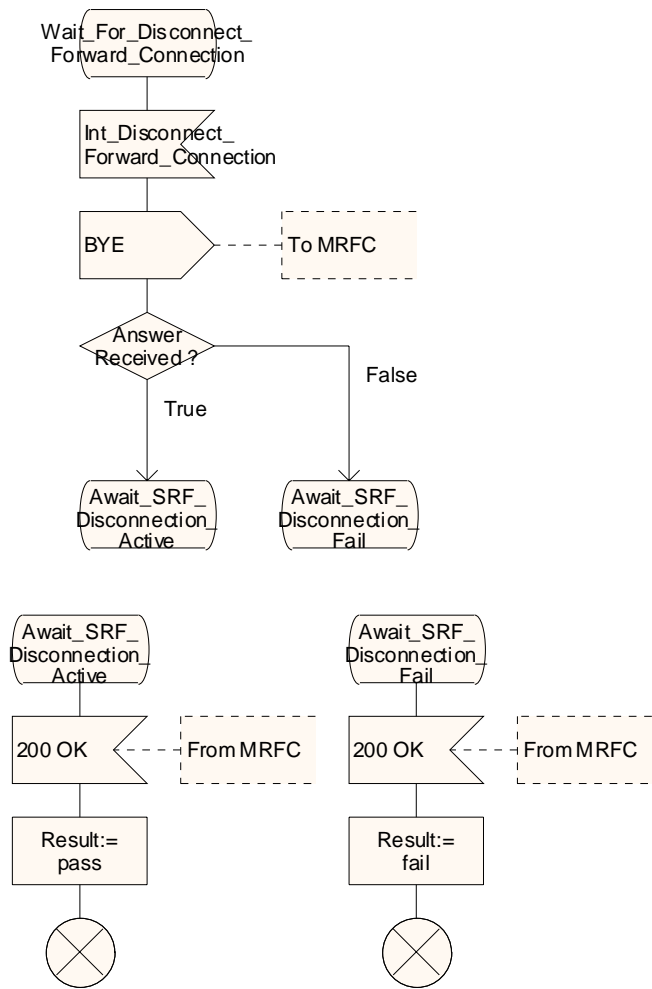 Wait_For_Disconnect_
Forward_Connection
Int_Disconnect_
Forward_Connection
BYE
To MRFC
Answer
Received ?
False
True
Await_SRF_
Disconnection_
Active
Await_SRF_
Disconnection_
Fail
Await_SRF_
Disconnection_
Active
Await_SRF_
Disconnection_
Fail
200 OK
From MRFC
200 OK
From MRFC
Result:=
pass
Result:=
fail